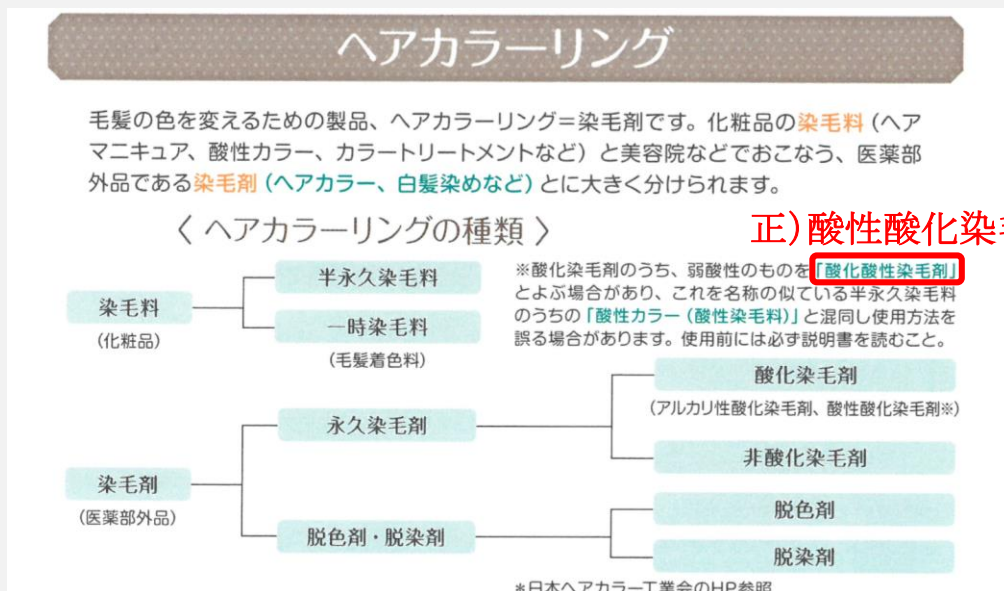 ヘアカラーリング
毛髪の色を変えるための製品、ヘアカラーリング＝染毛剤です。化粧品の染毛料（ヘア
マニキュア、酸性カラー、カラートリートメントなど）と美容院などでおこなう、医薬部
外品である染毛剤（ヘアカラー、白髪染めなど）とに大きく分けられます。
〈 ヘアカラーリングの種類 〉
正）酸性酸化染
※酸化染毛剤のうち、弱酸性のものを「酸化酸性染毛剤」
とよぶ場合があり、これを名称の似ている半永久染毛料
のうちの「酸性カラー（酸性染毛料）」と混同し使用方法を
誤る場合があります。使用前には必ず説明書を読むこと。
染毛料
（化粧品）
半永久染毛料
一時染毛料
（毛髪着色料）
染毛剤
（医薬部外品）
永久染毛剤
酸化染毛剤
（アルカリ性酸化染毛剤、酸性酸化染毛剤※）
非酸化染毛剤
脱色剤・脱染剤
脱色剤
脱染剤
＊日本ヘアカラー工業会のHP参照